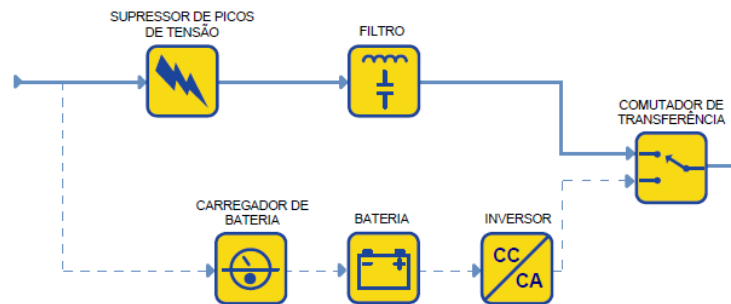 SUPRESSOR DE PICOS
DE TENSÃO
FILTRO
COMUTADOR DE
TRANSFERÊNCIA
CARREGADOR DE
BATERIA
BATERIA
INVERSOR
CC
CA